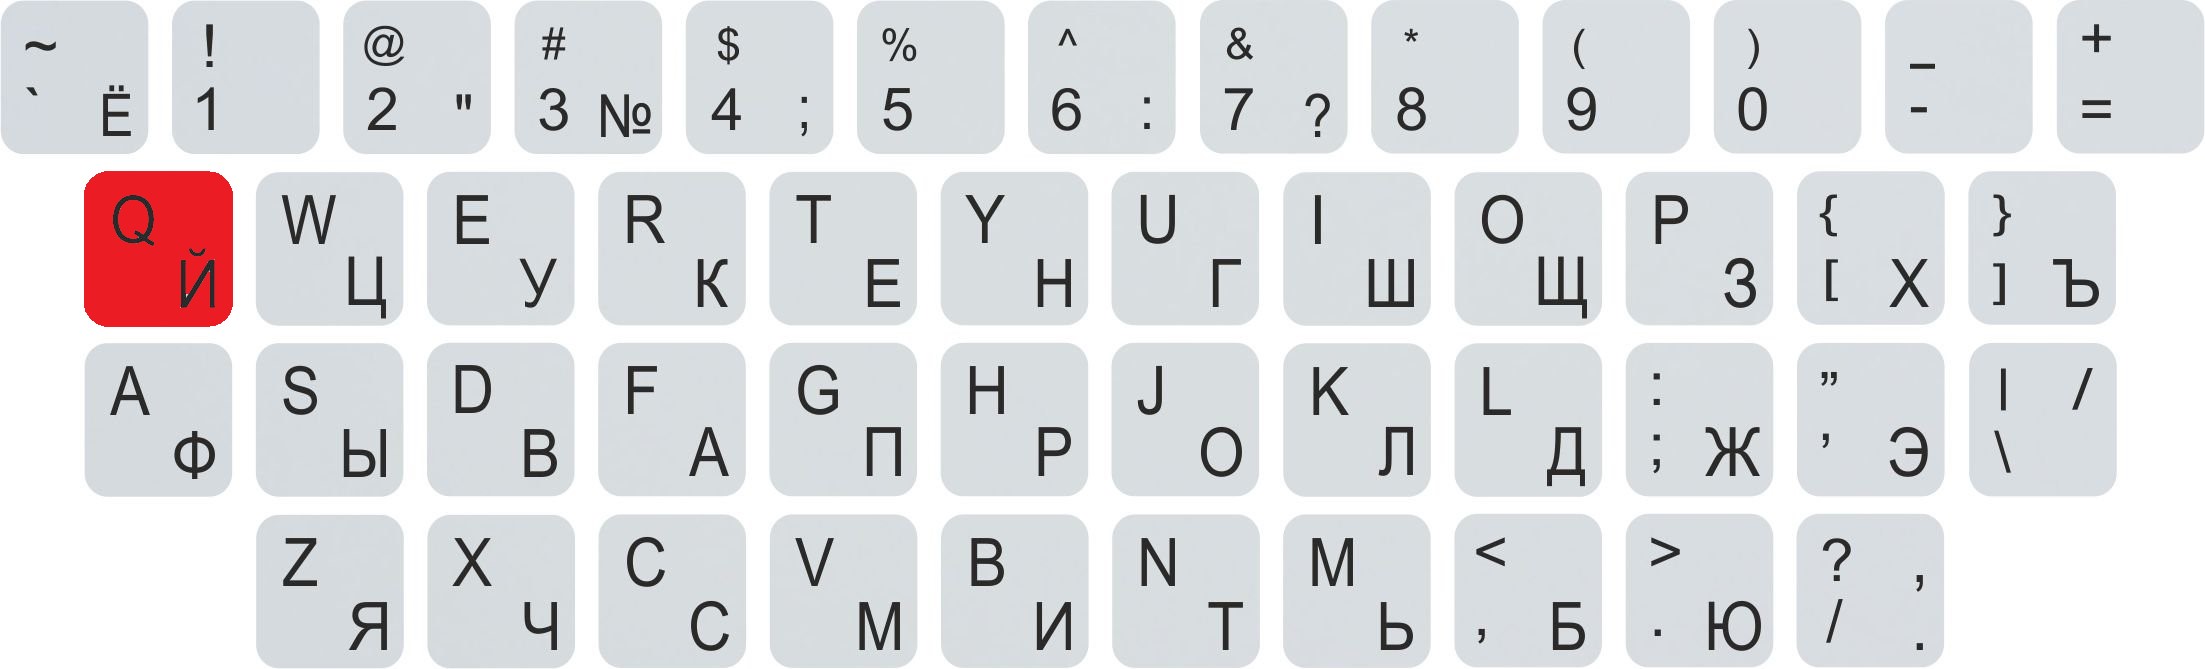 ~ ! @ # $ % ^ & * ( ) _ +
` Ё 1 2 " 3 № 4 ; 5 6 : 7 ? 8 9 0 - =
Q W E R T Y U I O P { }
Й Ц У К Е Н Г Ш Щ З [ Х ] Ъ
A S D F G H J K L : ” | /
Ф Ы В А П Р О Л Д ; Ж ’ Э \
Z X C V B N M < > ? ,
Я Ч С М И Т Ь , Б . Ю / .